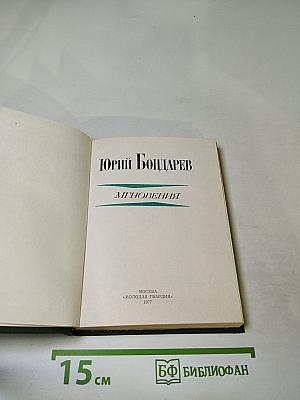 Юрий Бондарев
МГНОВЕНИЯ
МОСКВА
«МОЛОДАЯ ГВАРДИЯ»
1977
15 см
БФ БИБЛИОФАН